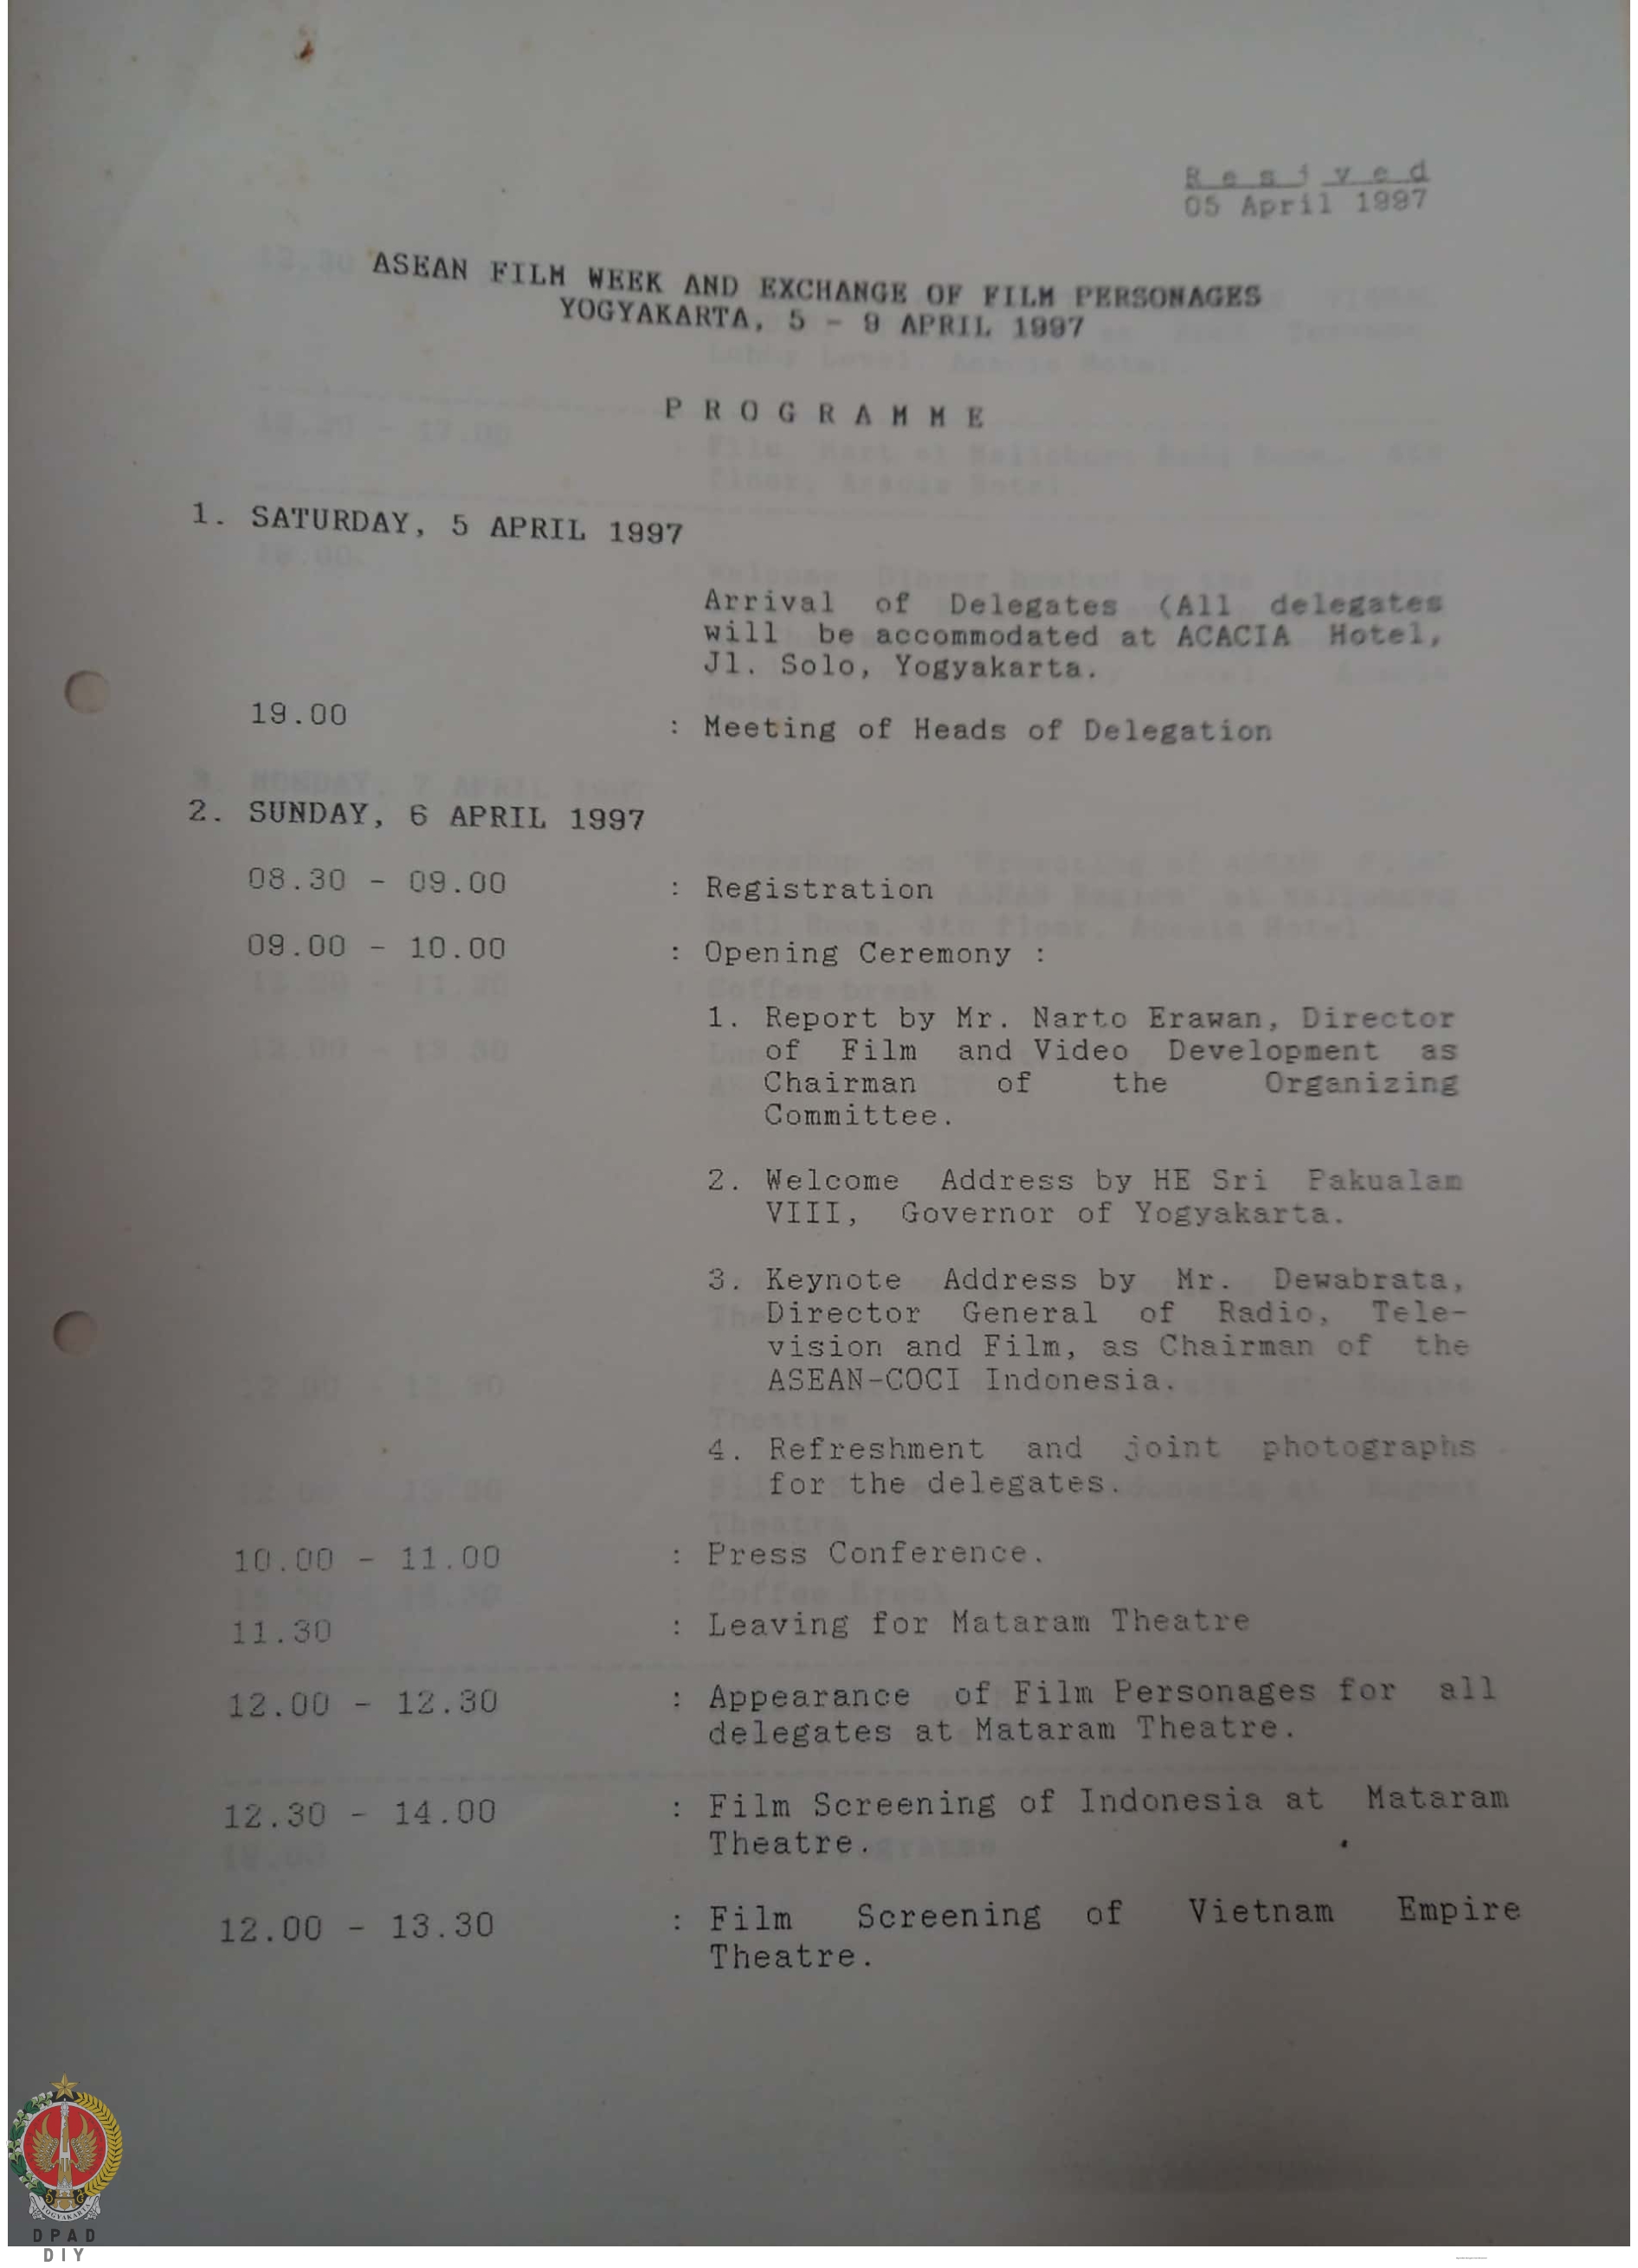 Resived
05 April 1997
ASEAN FILM WEEK AND EXCHANGE OF FILM PERSONAGES
YOGYAKARTA, 5 - 9 APRIL 1997
PROGRAMME
1. SATURDAY, 5 APRIL 1997
Arrival of Delegates (All delegates
will be accommodated at ACACIA Hotel,
Jl. Solo, Yogyakarta.
19.00 : Meeting of Heads of Delegation
2. SUNDAY, 6 APRIL 1997
08.30 - 09.00 : Registration
09.00 - 10.00 : Opening Ceremony :
1. Report by Mr. Narto Erawan, Director
of Film and Video Development as
Chairman of the Organizing
Committee.
2. Welcome Address by HE Sri Pakualam
VIII, Governor of Yogyakarta.
3. Keynote Address by Mr. Dewabrata,
Director General of Radio, Tele-
vision and Film, as Chairman of the
ASEAN-COCI Indonesia.
4. Refreshment and joint photographs
for the delegates.
10.00 - 11.00 : Press Conference.
11.30 : Leaving for Mataram Theatre
12.00 - 12.30 : Appearance of Film Personages for all
delegates at Mataram Theatre.
12.30 - 14.00 : Film Screening of Indonesia at Mataram
Theatre.
12.00 - 13.30 : Film Screening of Vietnam Empire
Theatre.
YOGYAKARTA
DPAD
DIY